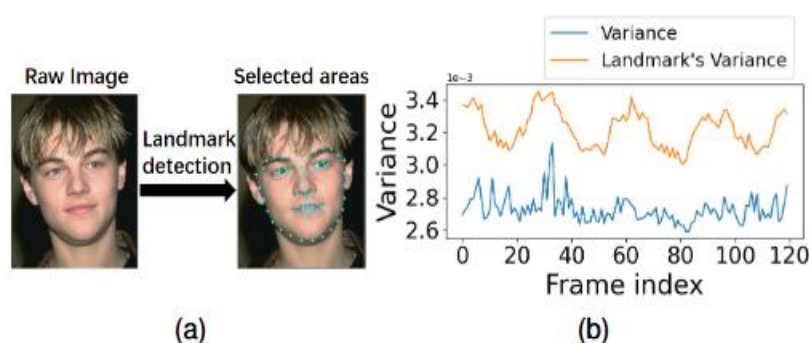 Raw Image
Landmark
detection
Selected areas
(a)
Variance
Landmark's Variance
1e−3
Variance
3.4
3.2
3.0
2.8
2.6
0 20 40 60 80 100 120
Frame index
(b)